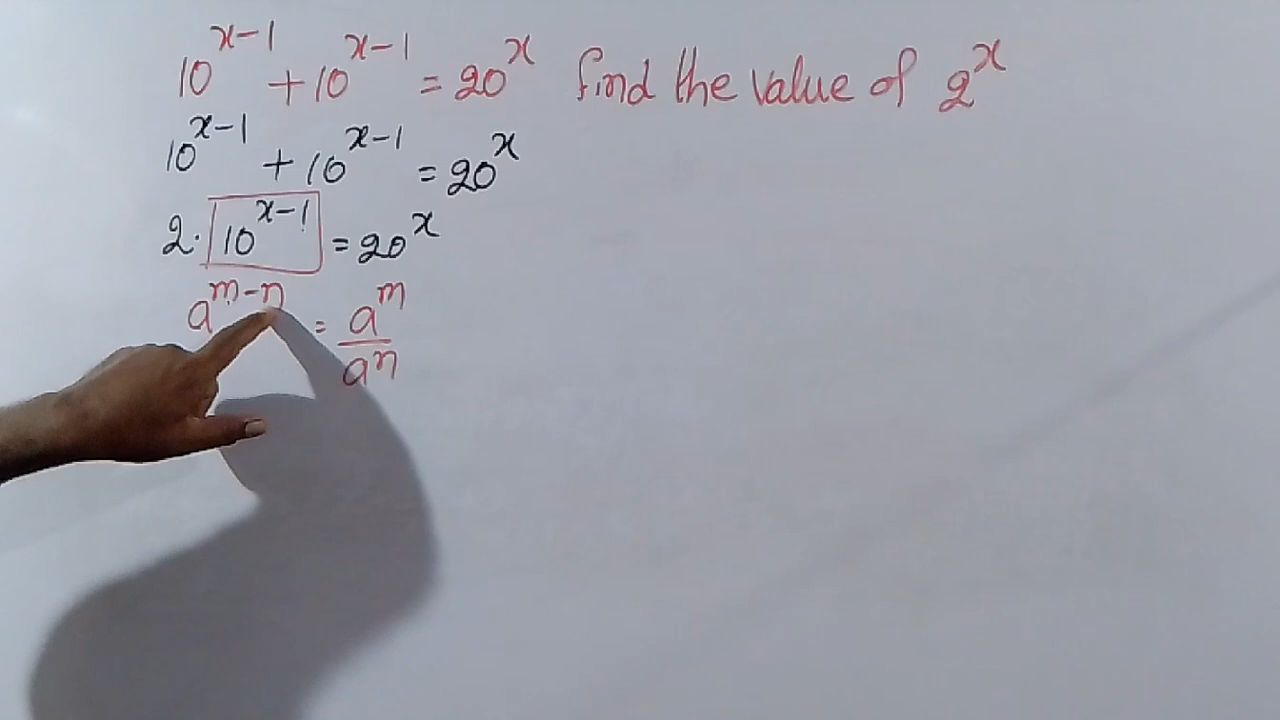 10^{x-1} + 10^{x-1} = 20^x find the value of 2^x
10^{x-1} + 10^{x-1} = 20^x
2·10^{x-1} = 20^x
a^{m-n} = a^m / a^n